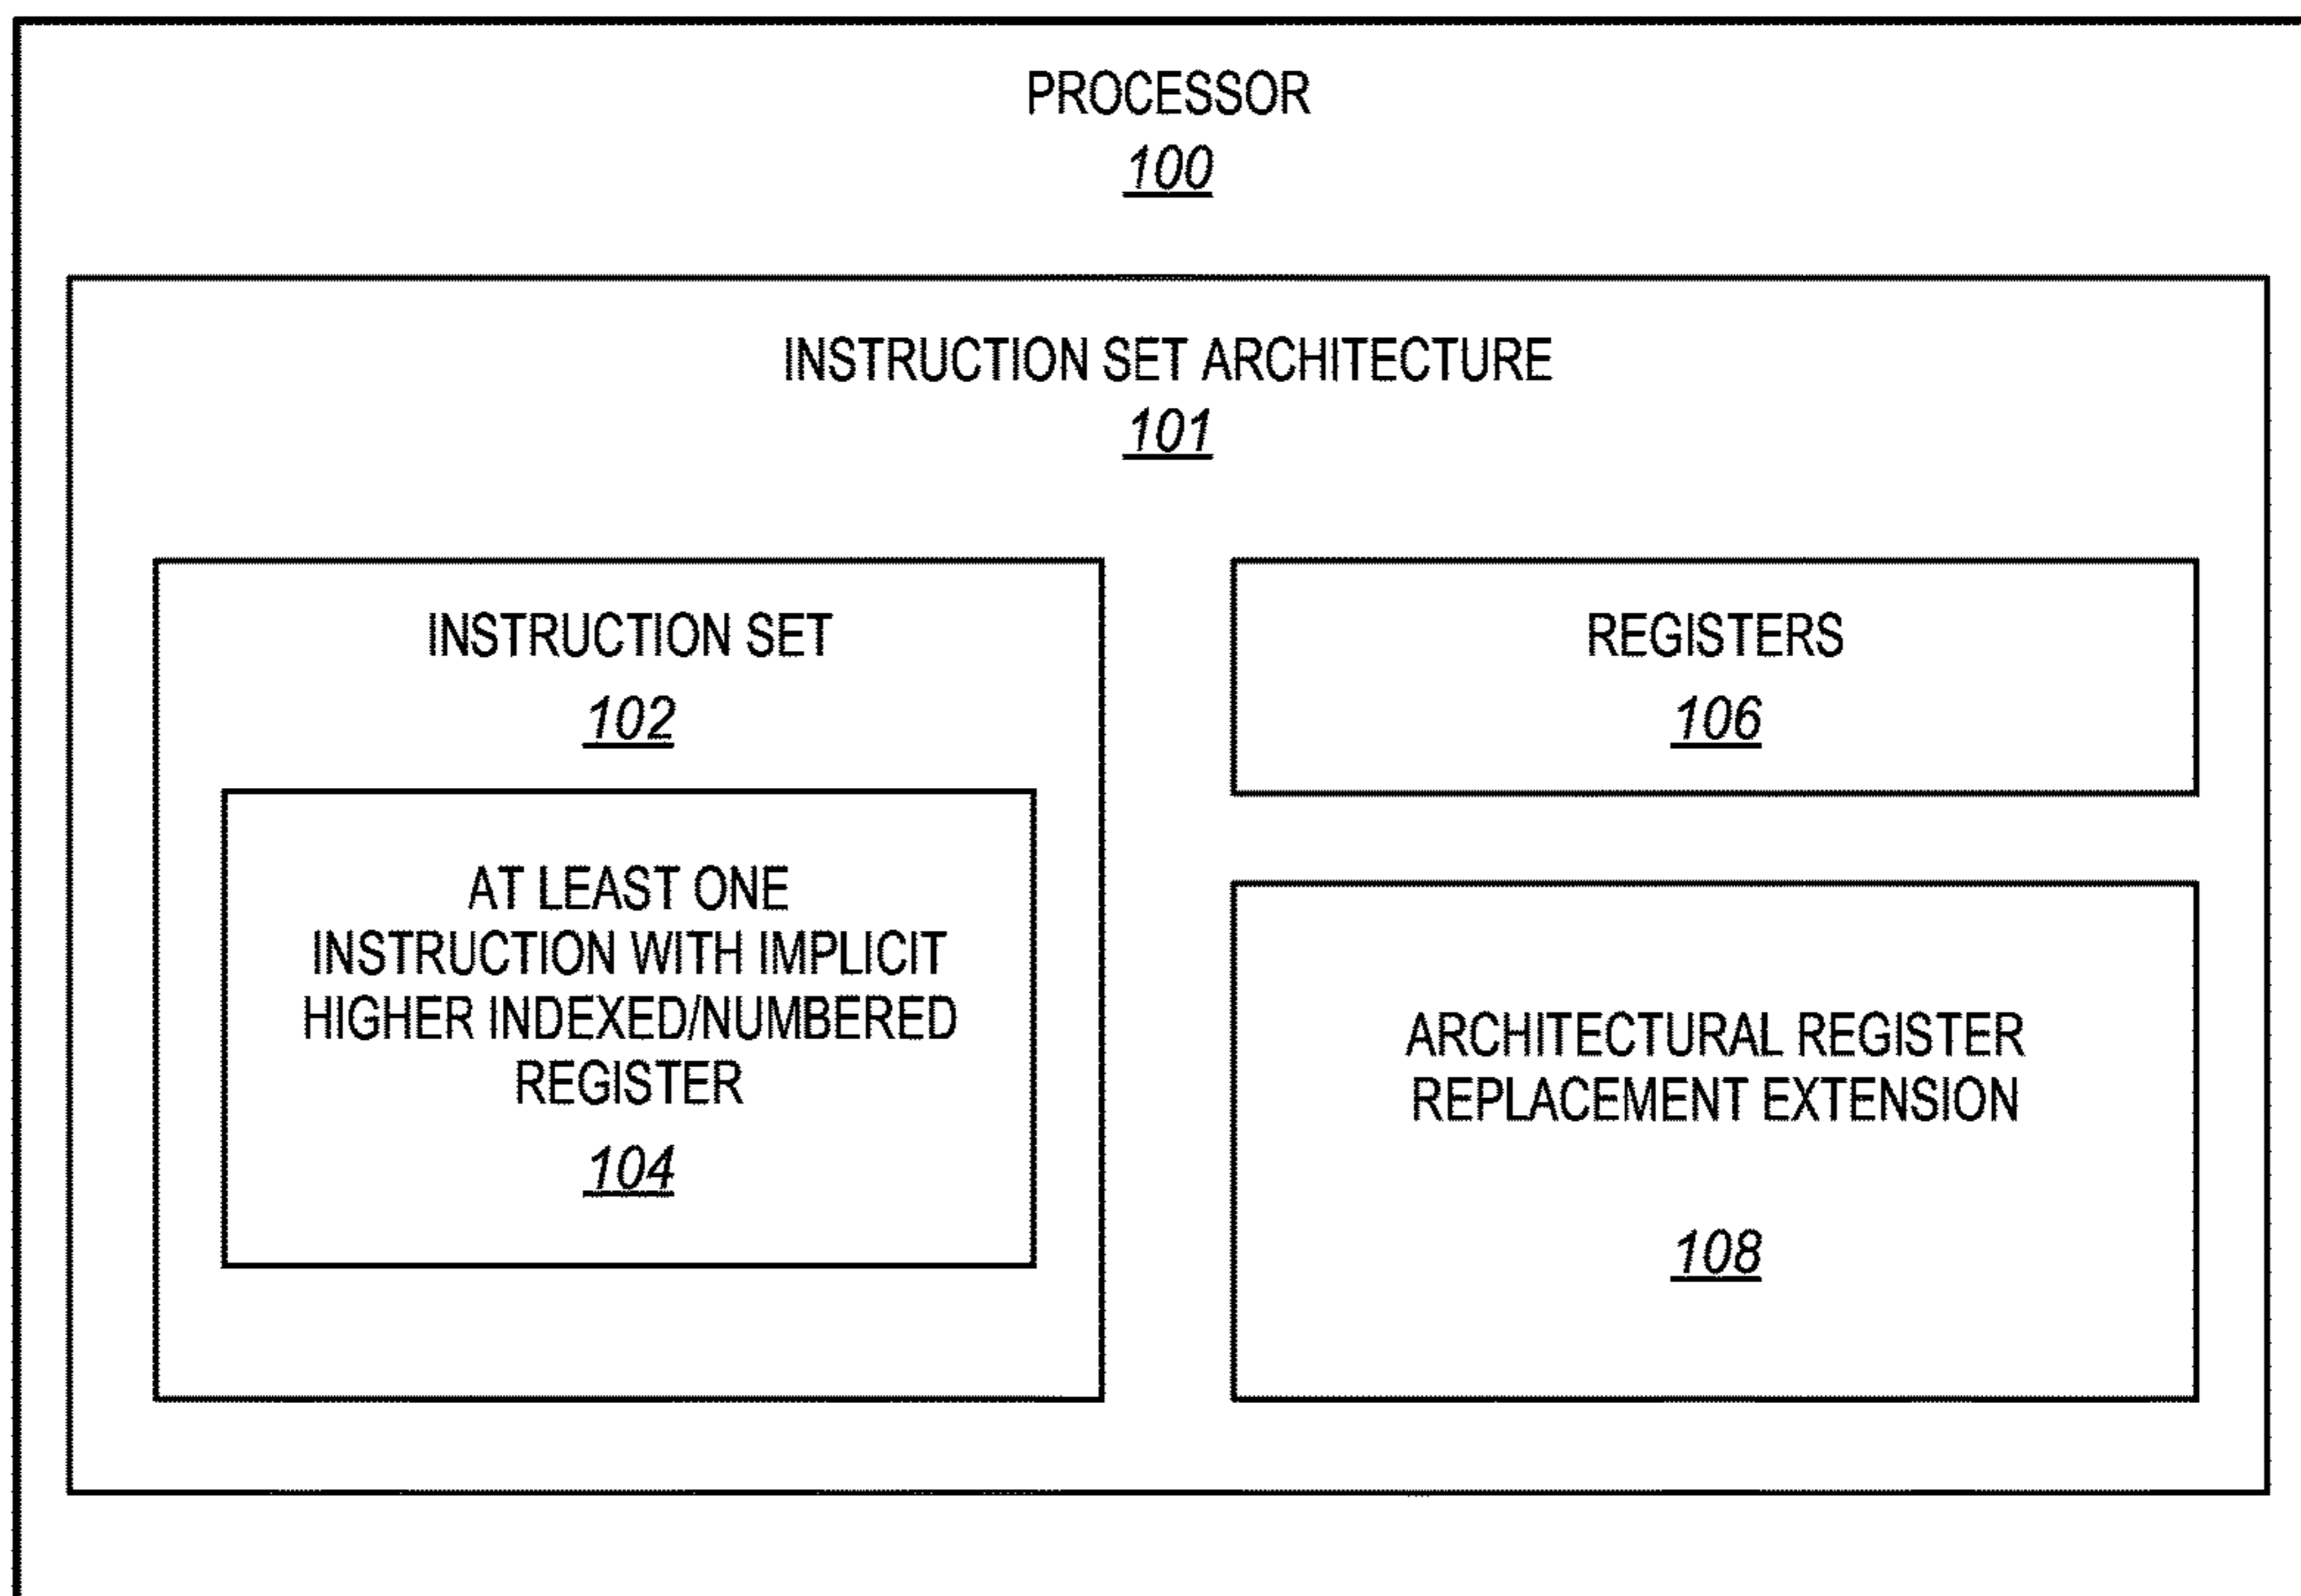 PROCESSOR
100
INSTRUCTION SET ARCHITECTURE
101
INSTRUCTION SET
102
AT LEAST ONE
INSTRUCTION WITH IMPLICIT
HIGHER INDEXED/NUMBERED
REGISTER
104
REGISTERS
106
ARCHITECTURAL REGISTER
REPLACEMENT EXTENSION
108